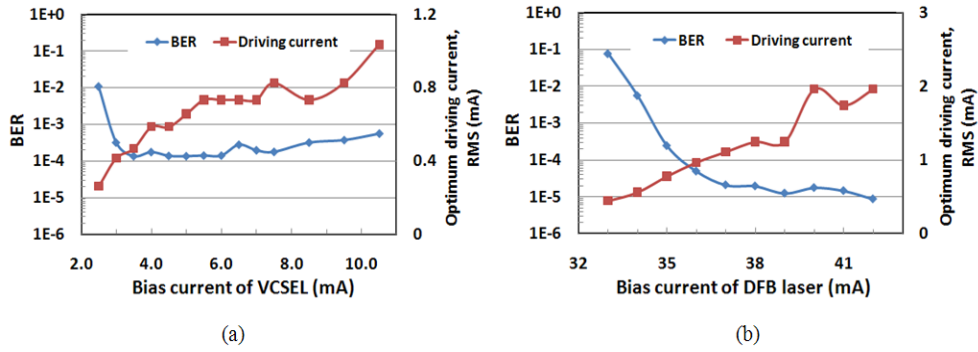 1E+0
1E-1
1E-2
1E-3
1E-4
1E-5
1E-6
BER
BER
Driving current
1.2
0.8
0.4
0
Optimum driving current,
RMS (mA)
2.0 4.0 6.0 8.0 10.0
Bias current of VCSEL (mA)
(a)
1E+0
1E-1
1E-2
1E-3
1E-4
1E-5
1E-6
BER
BER
Driving current
3
2
1
0
Optimum driving current,
RMS (mA)
32 35 38 41
Bias current of DFB laser (mA)
(b)